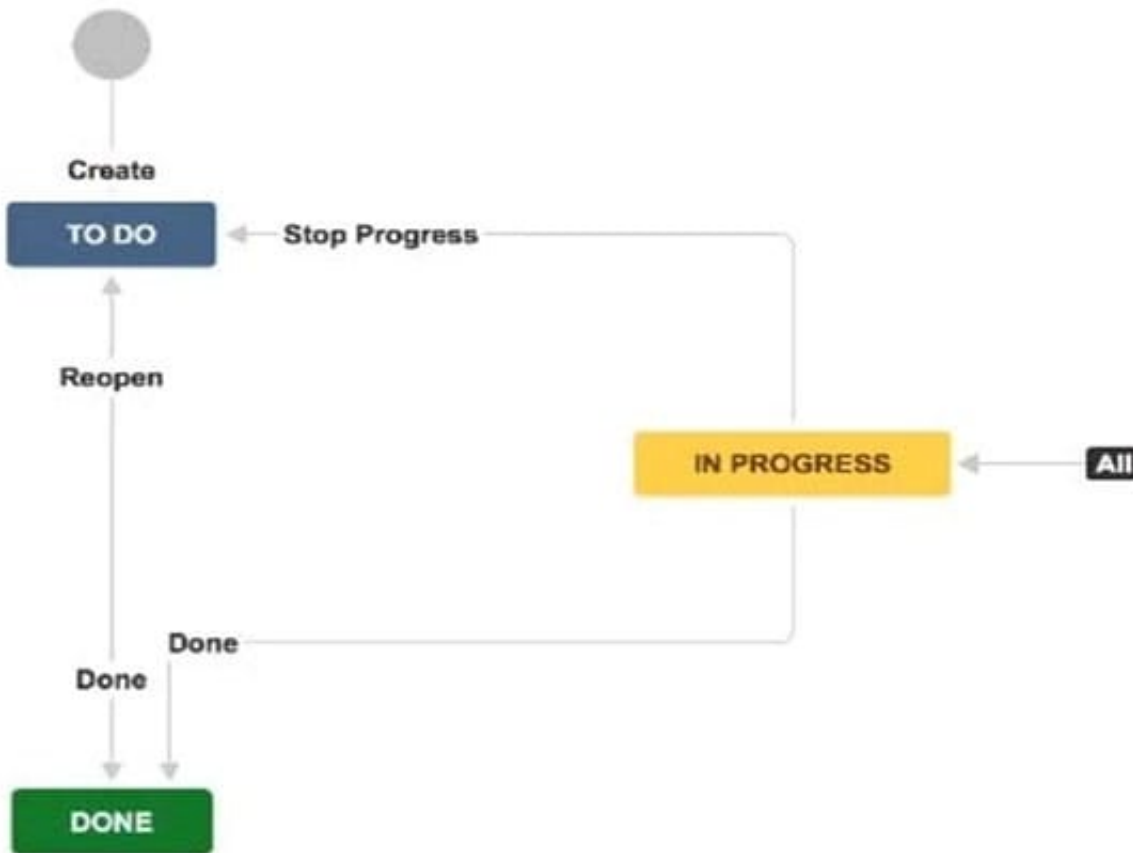 Create
TO DO
Stop Progress
Reopen
IN PROGRESS
All
Done
Done
DONE